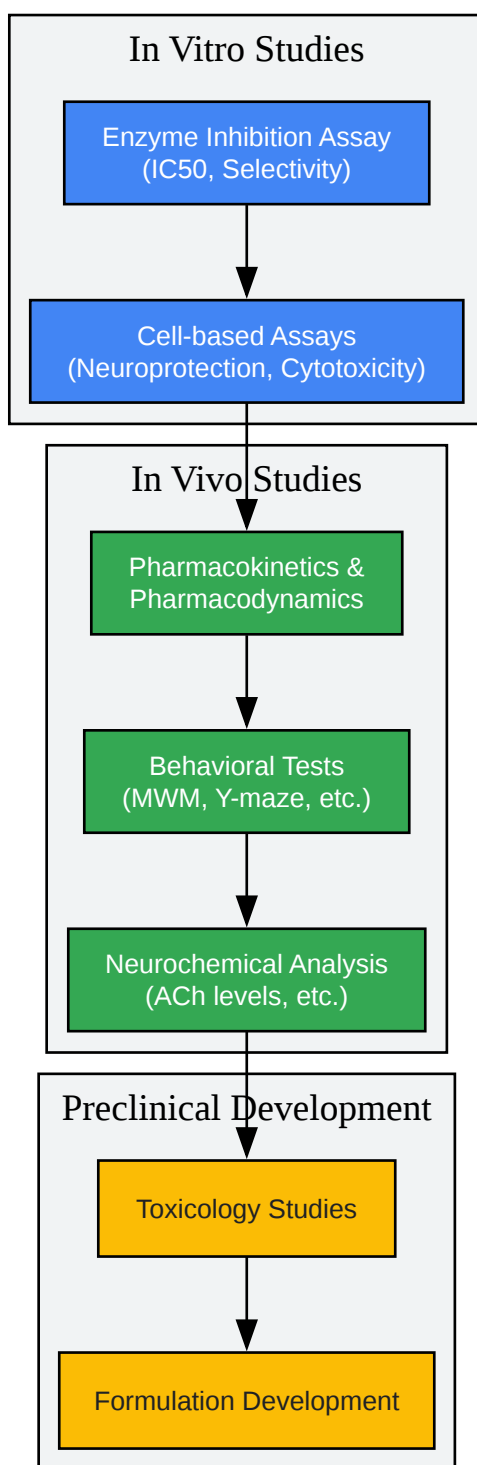 In Vitro Studies
Enzyme Inhibition Assay
(IC50, Selectivity)
Cell-based Assays
(Neuroprotection, Cytotoxicity)
In Vivo Studies
Pharmacokinetics &
Pharmacodynamics
Behavioral Tests
(MWM, Y-maze, etc.)
Neurochemical Analysis
(ACh levels, etc.)
Preclinical Development
Toxicology Studies
Formulation Development